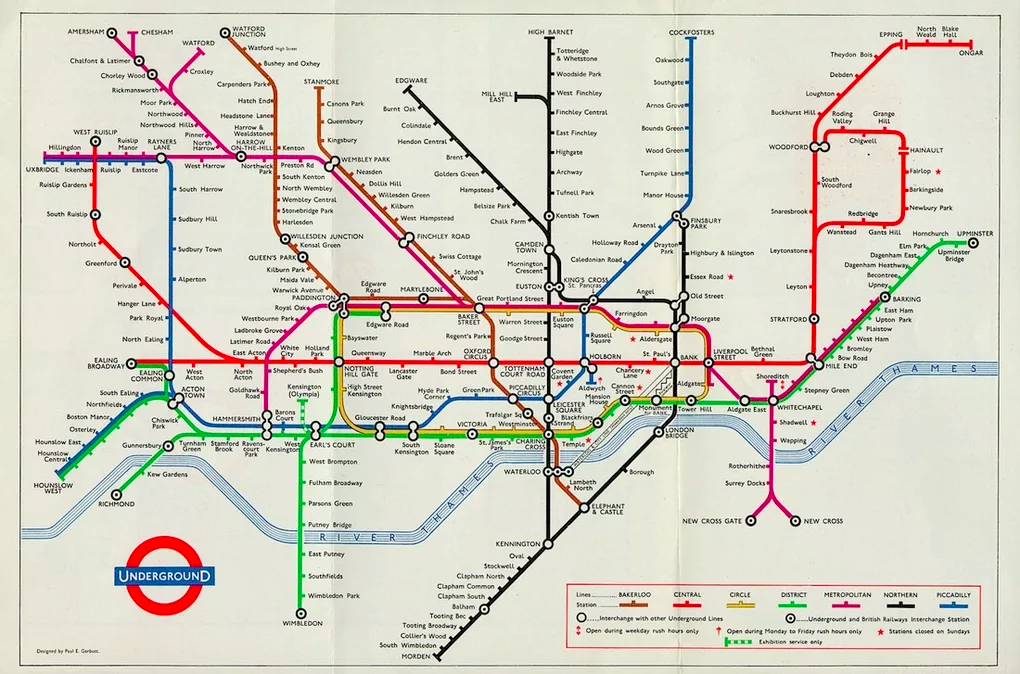 AMERSHAM
CHESHAM
Chalfont & Latimer
Chorley Wood
Rickmansworth
Moor Park
Northwood
Northwood Hills
Pinner
North
Harrow
WATFORD
Croxley
WATFORD
JUNCTION
Watford High Street
Bushey and Oxhey
Carpenders Park
Hatch End
Headstone Lane
Harrow &
Wealdstone
Kenton
HARROW
ON-THE-HILL
Northwick
Park
Preston Rd
South Kenton
North Wembley
Wembley Central
Stonebridge Park
Harlesden
WILLESDEN JUNCTION
Kensal Green
QUEEN'S PARK
Kilburn Park
Maida Vale
Warwick Avenue
PADDINGTON
STANMORE
Canons Park
Queensbury
Kingsbury
WEMBLEY PARK
Neasden
Dollis Hill
Willesden Green
Kilburn
West Hampstead
FINCHLEY ROAD
Swiss Cottage
St. John's
Wood
EDGWARE
Burnt Oak
Colindale
Hendon Central
Brent
Golders Green
Hampstead
Belsize Park
Chalk Farm
HIGH BARNET
Totteridge
& Whetstone
Woodside Park
MILL HILL
EAST
West Finchley
Finchley Central
East Finchley
Highgate
Archway
Tufnell Park
Kentish Town
CAMDEN
TOWN
Mornington
Crescent
EUSTON
COCKFOSTERS
Oakwood
Southgate
Arnos Grove
Bounds Green
Wood Green
Turnpike Lane
Manor House
FINSBURY
PARK
Arsenal
Drayton
Park
Holloway Road
Caledonian Road
KING'S CROSS
St. Pancras
Highbury & Islington
Essex Road
Angel
Old Street
Moorgate
EPPING
North
Weald
Blake
Hall
ONGAR
Theydon Bois
Debden
Loughton
Buckhurst Hill
Roding
Valley
Grange
Hill
Chigwell
WOODFORD
HAINAULT
Fairlop
Barkingside
Newbury Park
South
Woodford
Snaresbrook
Redbridge
Wanstead
Gants Hill
Leytonstone
Leyton
STRATFORD
MILE END
UPMINSTER
Upminster
Bridge
Hornchurch
Elm Park
Dagenham East
Dagenham Heathway
Becontree
Upney
BARKING
East Ham
Upton Park
Plaistow
West Ham
Bromley
Bow Road
Stepney Green
WEST RUISLIP
Hillingdon
Ruislip
Manor
RAYNERS
LANE
UXBRIDGE
Ickenham
Ruislip
Eastcote
West Harrow
Ruislip Gardens
South Ruislip
Northolt
Greenford
Perivale
Hanger Lane
South Harrow
Sudbury Hill
Sudbury Town
Alperton
Park Royal
North Ealing
EALING
BROADWAY
EALING
COMMON
West
Acton
North
Acton
East Acton
White
City
Holland
Park
Shepherd's Bush
Royal Oak
Westbourne Park
Ladbroke Grove
Latimer Road
Goldhawk
Road
HAMMERSMITH
Edgware
Road
MARYLEBONE
Edgware Road
BAKER
STREET
Great Portland Street
Warren Street
Euston
Square
Regent's Park
Goodge Street
Russell
Square
Farringdon
Aldersgate
Bayswater
Queensway
Marble Arch
OXFORD
CIRCUS
NOTTING
HILL GATE
Lancaster
Gate
Bond Street
TOTTENHAM
COURT ROAD
HOLBORN
Chancery
Lane
St. Paul's
BANK
LIVERPOOL
STREET
Bethnal
Green
High Street
Kensington
Kensington
(Olympia)
Hyde Park
Corner
Green Park
Knightsbridge
PICCADILLY
CIRCUS
Covent
Garden
Aldwych
LEICESTER
SQUARE
Trafalgar Sq.
Strand
Mansion
House
Cannon
Street
Blackfriars
Temple
Monument
for BANK
Aldgate
Tower Hill
Aldgate East
Shoreditch
WHITECHAPEL
Shadwell
Wapping
Rotherhithe
Surrey Docks
NEW CROSS GATE
NEW CROSS
South Ealing
Northfields
Boston Manor
Osterley
Hounslow East
Hounslow
Central
HOUNSLOW
WEST
ACTON
TOWN
Chiswick
Park
Gunnersbury
Kew Gardens
RICHMOND
Turnham
Green
Stamford
Brook
Ravens-
court
Park
Barons
Court
West
Kensington
EARL'S COURT
Gloucester Road
South
Kensington
Sloane
Square
VICTORIA
St. James's
Park
Westminster
CHARING
CROSS
WATERLOO
Lambeth
North
ELEPHANT
& CASTLE
Borough
LONDON
BRIDGE
KENNINGTON
Oval
Stockwell
Clapham North
Clapham Common
Clapham South
Balham
Tooting Bec
Tooting Broadway
Collier's Wood
South Wimbledon
MORDEN
West Brompton
Fulham Broadway
Parsons Green
Putney Bridge
East Putney
Southfields
Wimbledon Park
WIMBLEDON
RIVER THAMES
RIVER THAMES
UNDERGROUND
Lines BAKERLOO CENTRAL CIRCLE DISTRICT METROPOLITAN NORTHERN PICCADILLY
Station
Interchange with other Underground Lines
Underground and British Railways Interchange Station
Open during weekday rush hours only
Open during Monday to Friday rush hours only
Stations closed on Sundays
Exhibition service only
Designed by Paul E. Garbutt.